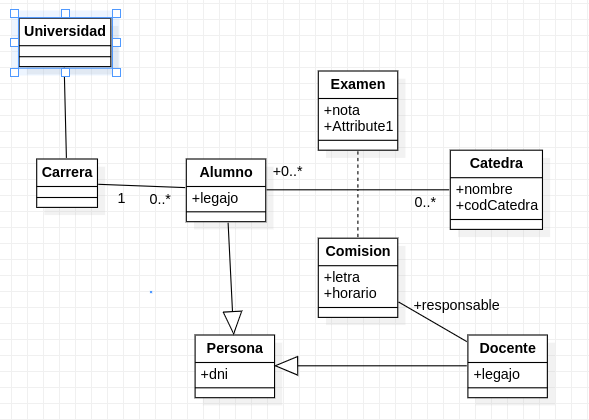 Universidad
Examen
+nota
+Attribute1
Carrera
Alumno
+legajo
+0..*
Catedra
+nombre
+codCatedra
1
0..*
0..*
Comision
+letra
+horario
+responsable
Persona
+dni
Docente
+legajo